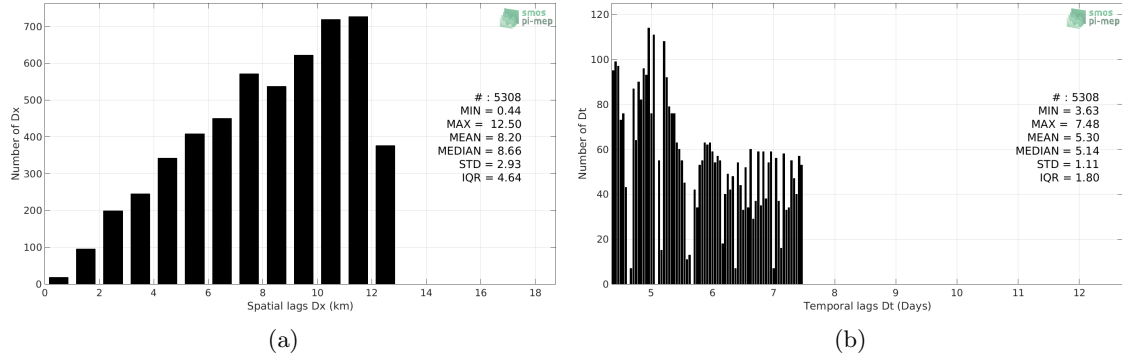 smos
pi-mep
700
600
500
400
300
200
100
0
Number of Dx
# : 5308
MIN = 0.44
MAX = 12.50
MEAN = 8.20
MEDIAN = 8.66
STD = 2.93
IQR = 4.64
0 2 4 6 8 10 12 14 16 18
Spatial lags Dx (km)
(a)
smos
pi-mep
120
100
80
60
40
20
0
Number of Dt
# : 5308
MIN = 3.63
MAX = 7.48
MEAN = 5.30
MEDIAN = 5.14
STD = 1.11
IQR = 1.80
5 6 7 8 9 10 11 12
Temporal lags Dt (Days)
(b)